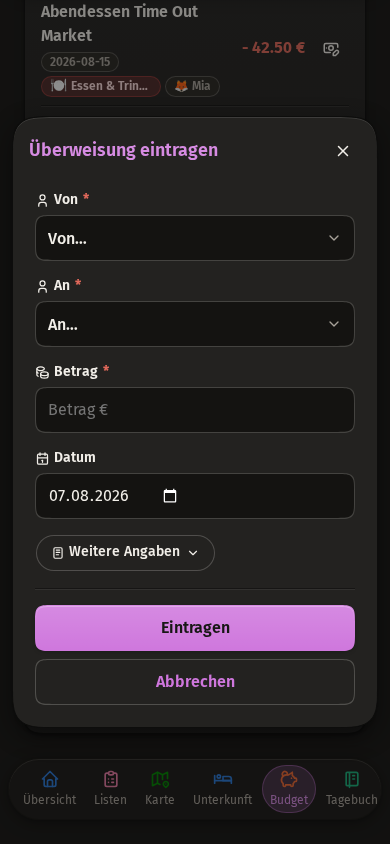 Abendessen Time Out
Market
- 42.50 €
2026-08-15
Essen & Trin...
Mia
Überweisung eintragen
Von *
Von...
An *
An...
Betrag *
Betrag €
Datum
07.08.2026
Weitere Angaben
Eintragen
Abbrechen
Übersicht
Listen
Karte
Unterkunft
Budget
Tagebuch